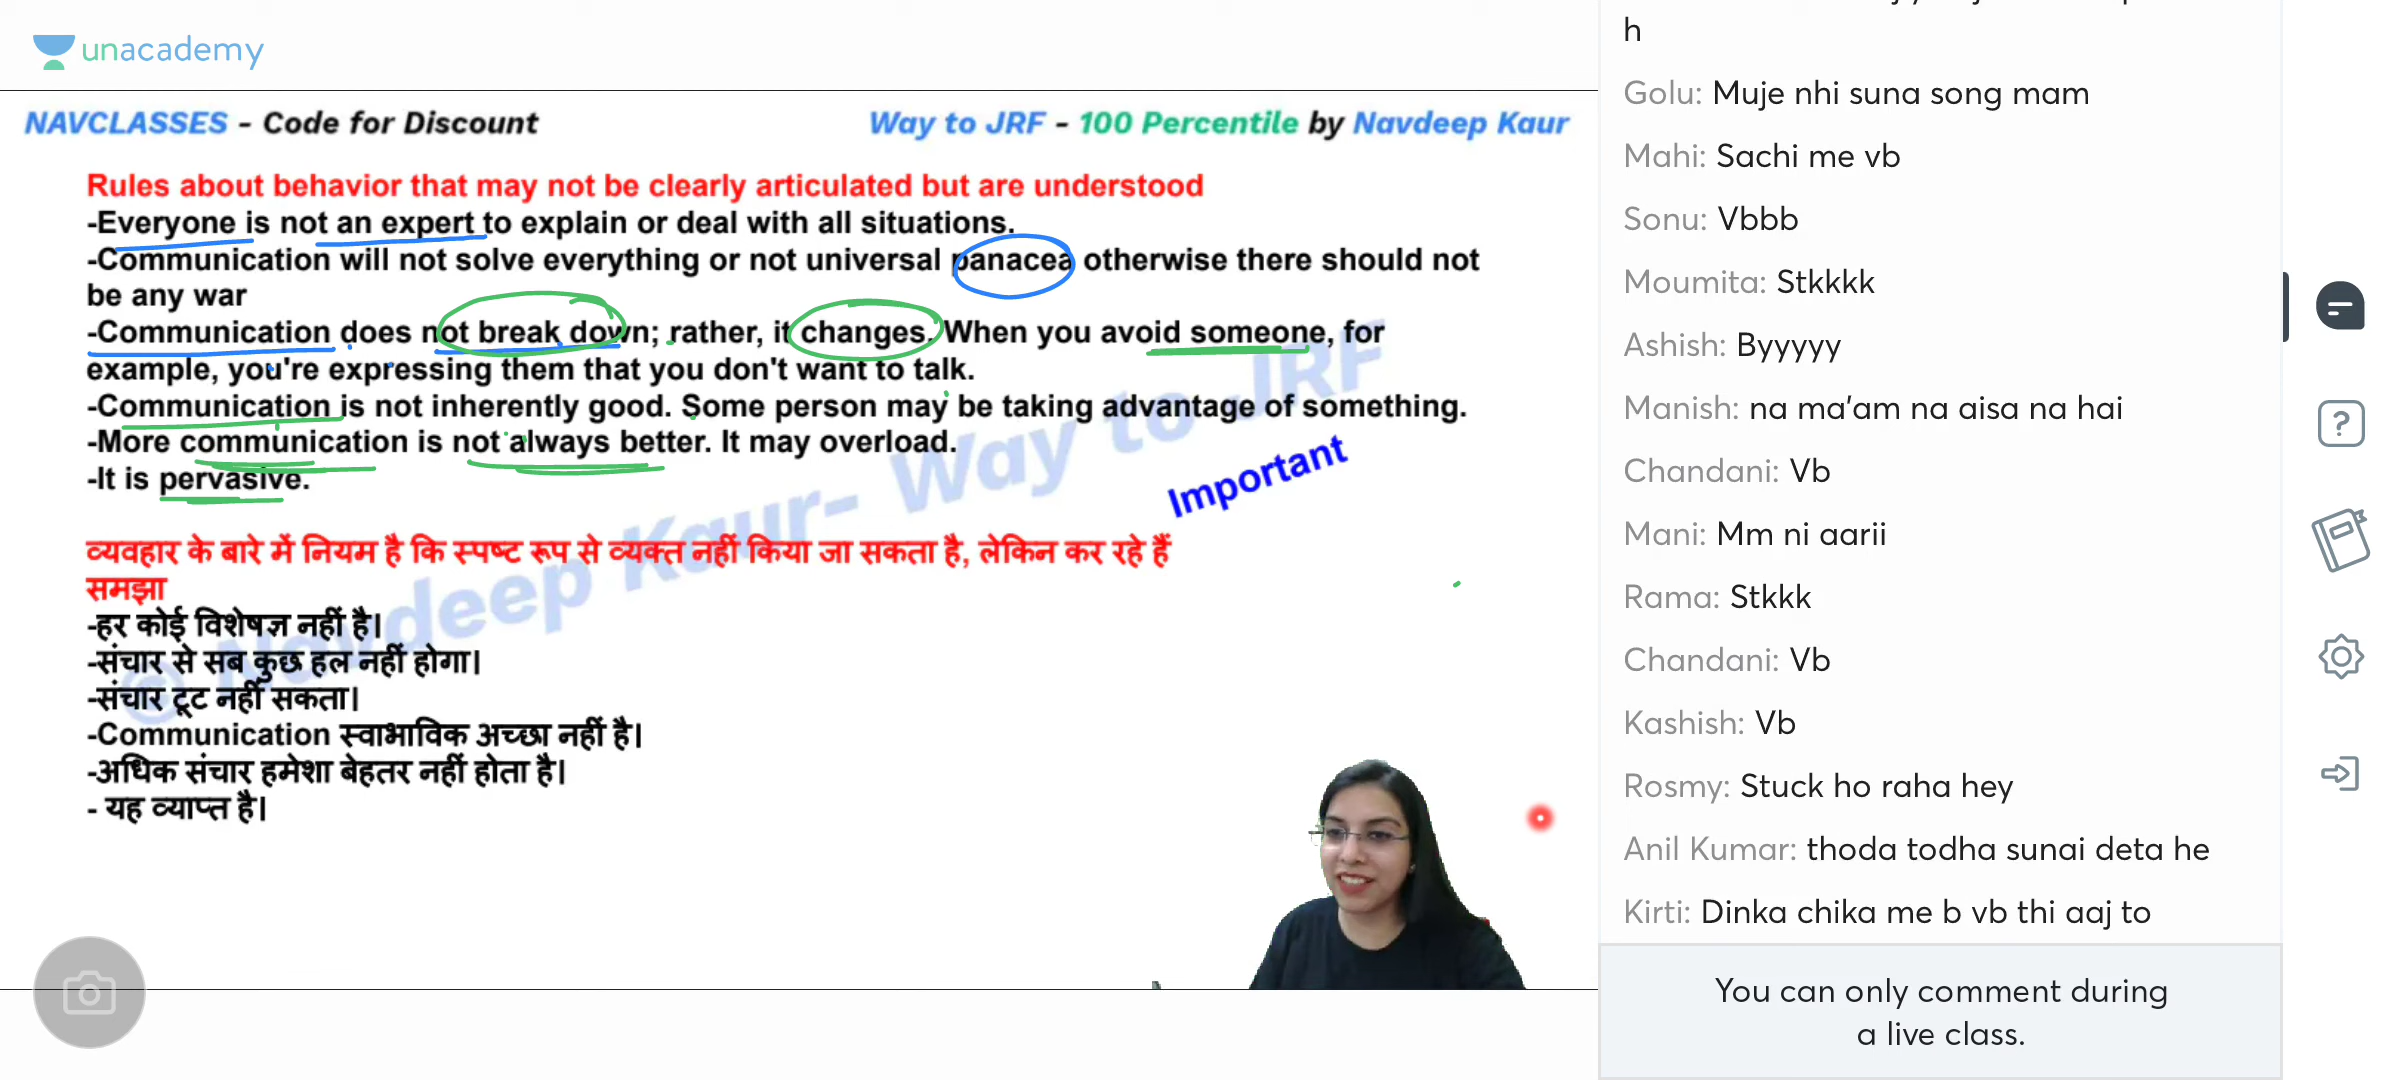 unacademy
NAVCLASSES - Code for Discount
Way to JRF - 100 Percentile by Navdeep Kaur
Rules about behavior that may not be clearly articulated but are understood
-Everyone is not an expert to explain or deal with all situations.
-Communication will not solve everything or not universal panacea otherwise there should not
be any war
-Communication does not break down; rather, it changes. When you avoid someone, for
example, you're expressing them that you don't want to talk.
-Communication is not inherently good. Some person may be taking advantage of something.
-More communication is not always better. It may overload.
-It is pervasive.
Important
© Navdeep Kaur- Way to JRF
व्यवहार के बारे में नियम है कि स्पष्ट रूप से व्यक्त नहीं किया जा सकता है, लेकिन कर रहे हैं
समझा
-हर कोई विशेषज्ञ नहीं है।
-संचार से सब कुछ हल नहीं होगा।
-संचार टूट नहीं सकता।
-Communication स्वाभाविक अच्छा नहीं है।
-अधिक संचार हमेशा बेहतर नहीं होता है।
- यह व्याप्त है।
h
Golu: Muje nhi suna song mam
Mahi: Sachi me vb
Sonu: Vbbb
Moumita: Stkkkk
Ashish: Byyyyy
Manish: na ma'am na aisa na hai
Chandani: Vb
Mani: Mm ni aarii
Rama: Stkkk
Chandani: Vb
Kashish: Vb
Rosmy: Stuck ho raha hey
Anil Kumar: thoda todha sunai deta he
Kirti: Dinka chika me b vb thi aaj to
You can only comment during
a live class.